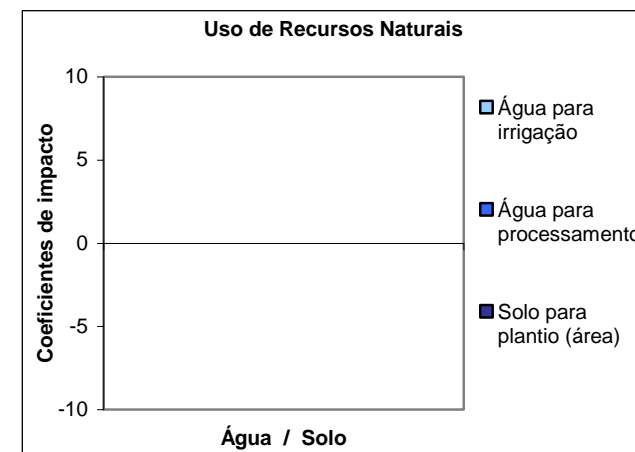 Uso de Recursos Naturais
Coeficientes de impacto
10
5
0
-5
-10
Água / Solo
Água para
irrigação
Água para
processamento
Solo para
plantio (área)